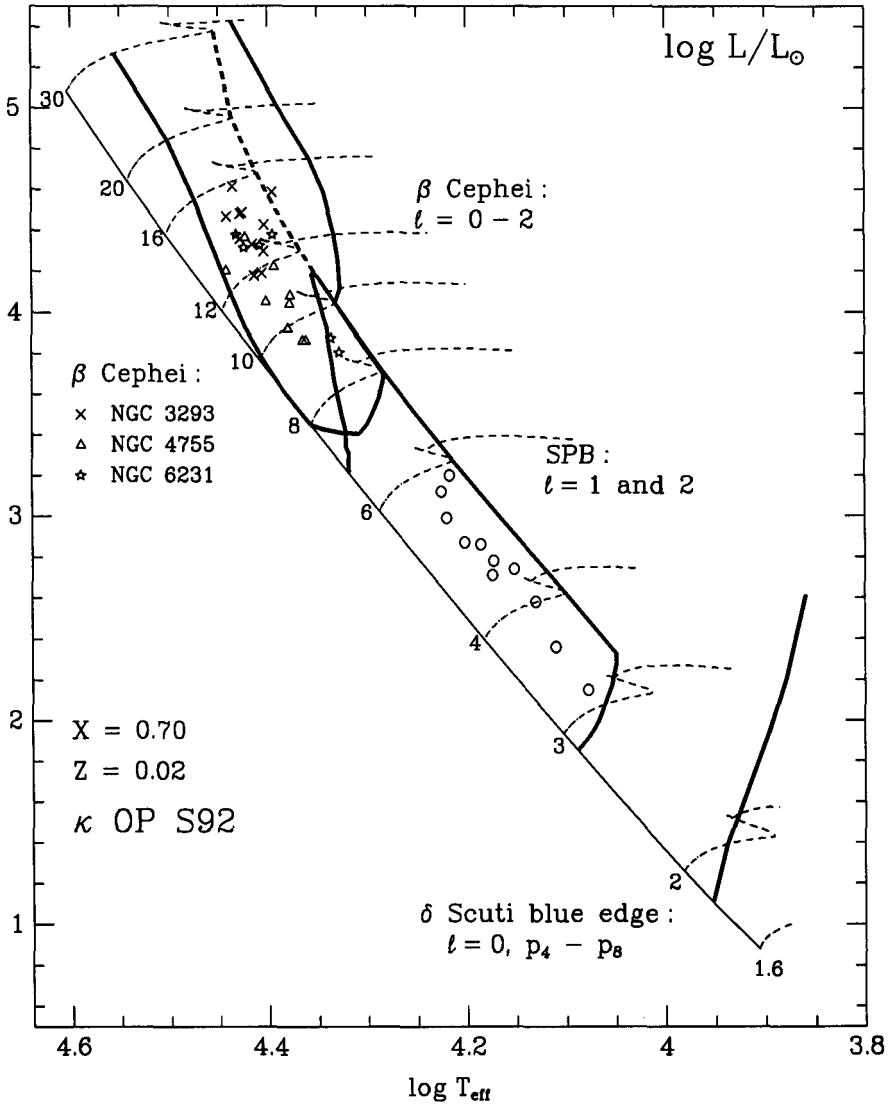 log L/L☉
5
4
3
2
1
30
20
16
12
10
8
6
4
3
2
1.6
β Cephei :
ℓ = 0 – 2
β Cephei :
× NGC 3293
△ NGC 4755
☆ NGC 6231
SPB :
ℓ = 1 and 2
X = 0.70
Z = 0.02
κ OP S92
δ Scuti blue edge :
ℓ = 0, p₄ – p₈
4.6 4.4 4.2 4 3.8
log T_eff